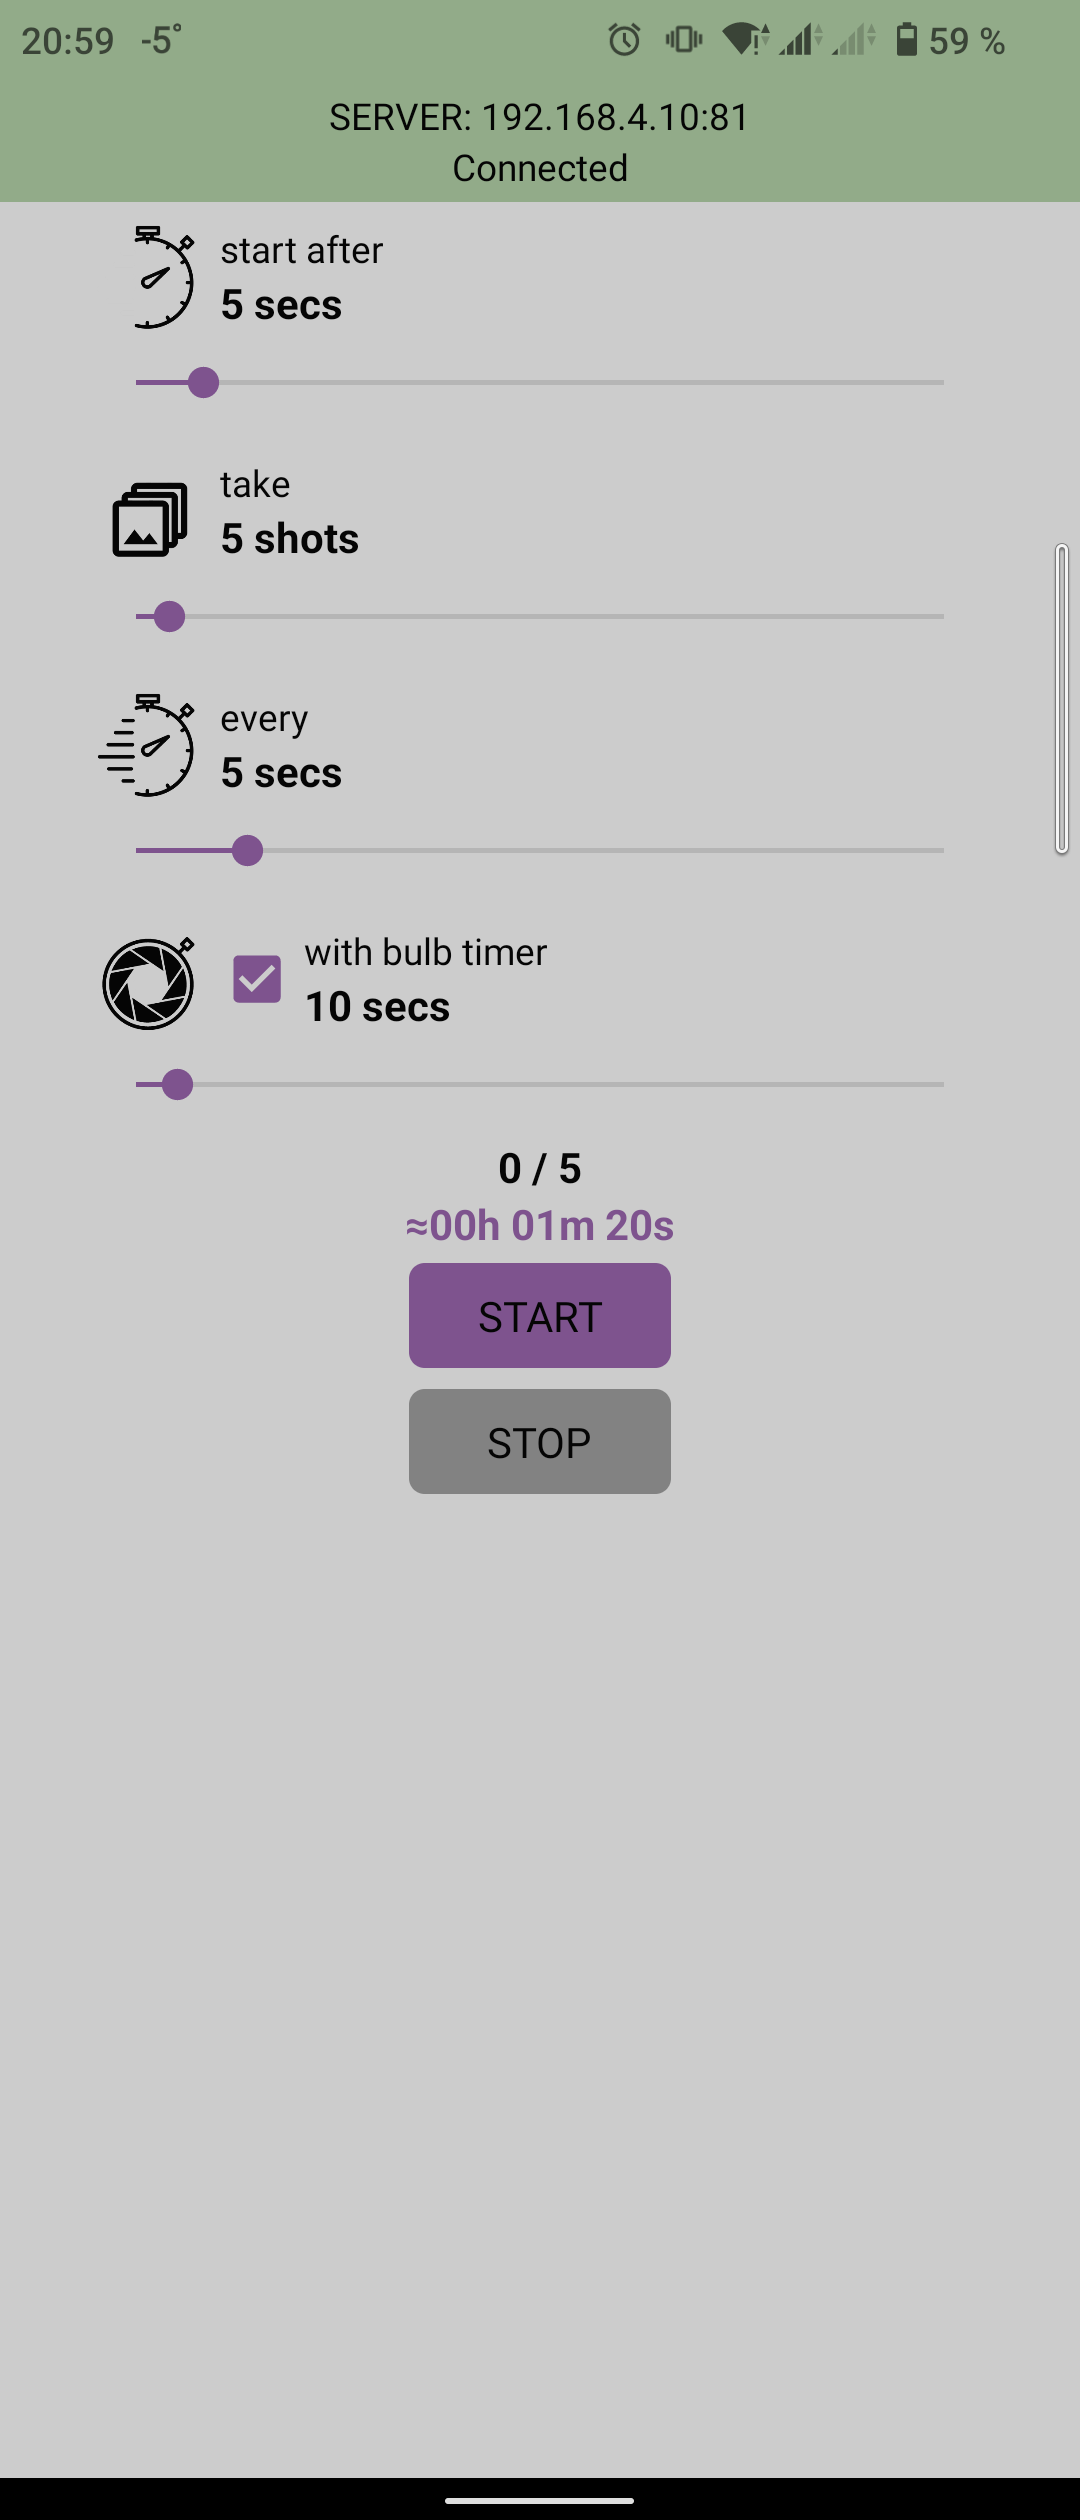 20:59 -5° 59 %
SERVER: 192.168.4.10:81
Connected
start after
5 secs
take
5 shots
every
5 secs
with bulb timer
10 secs
0 / 5
≈00h 01m 20s
START
STOP